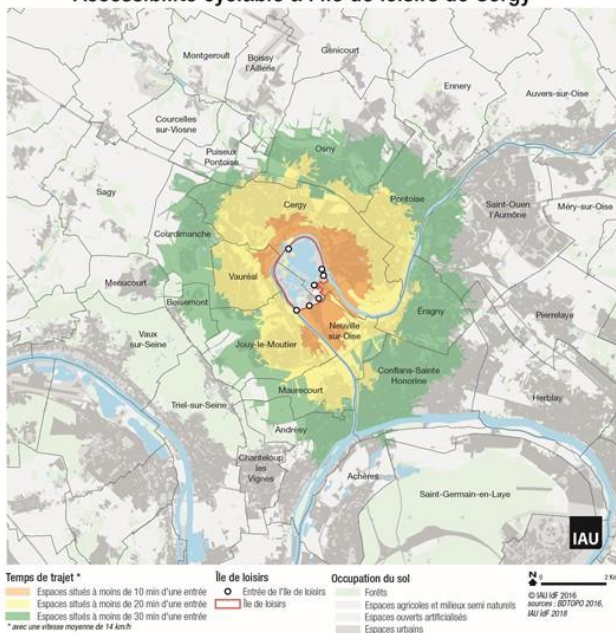 Accessibilité cyclable à l'île de loisirs de Cergy
Génicourt
Montgeroult
Boissy
l'Aillerie
Ennery
Auvers-sur-Oise
Courcelles
sur-Viosne
Puiseux
Pontoise
Osny
Sagy
Cergy
Pontoise
Saint-Ouen
l'Aumône
Méry-sur-Oise
Courdimanche
Menucourt
Vauréal
Boisemont
Éragny
Pierrelaye
Neuville
sur-Oise
Vaux
sur-Seine
Jouy-le-Moutier
Conflans-Sainte
Honorine
Maurecourt
Herblay
Triel-sur-Seine
Andrésy
Chanteloup
les
Vignes
Achères
Saint-Germain-en-Laye
IAU
Temps de trajet *
Espaces situés à moins de 10 min d'une entrée
Espaces situés à moins de 20 min d'une entrée
Espaces situés à moins de 30 min d'une entrée
* avec une vitesse moyenne de 14 km/h
Île de loisirs
Entrée de l'île de loisirs
Île de loisirs
Occupation du sol
Forêts
Espaces agricoles et milieux semi naturels
Espaces ouverts artificialisés
Espaces urbains
N 0 2 Km
© IAU îdF 2016
sources : BDTOPO 2016,
IAU îdF 2018